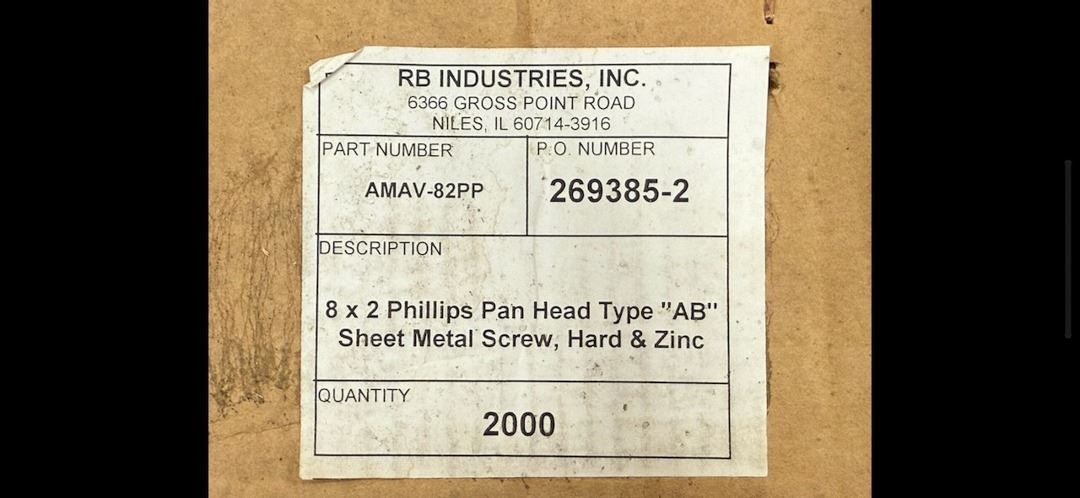 RB INDUSTRIES, INC.
6366 GROSS POINT ROAD
NILES, IL 60714-3916
PART NUMBER
AMAV-82PP
P.O. NUMBER
269385-2
DESCRIPTION
8 x 2 Phillips Pan Head Type "AB"
Sheet Metal Screw, Hard & Zinc
QUANTITY
2000